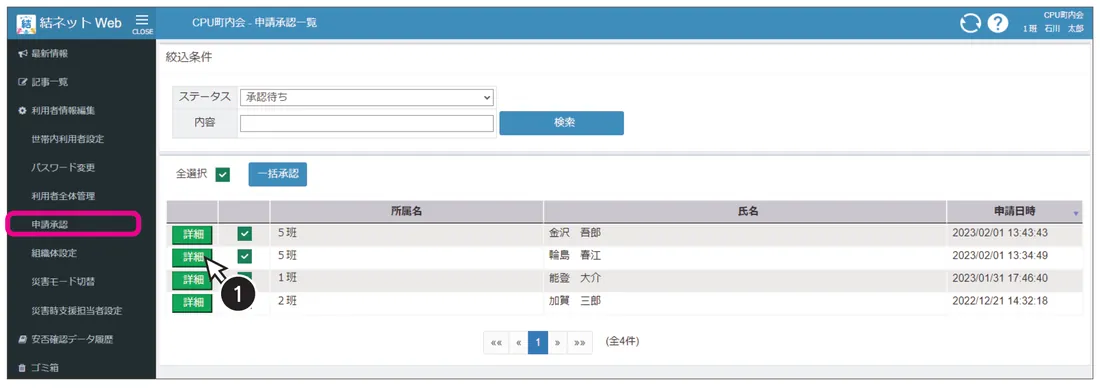 結ネット Web
CLOSE
CPU町内会 - 申請承認一覧
CPU町内会
1班 石川 太郎
最新情報
記事一覧
利用者情報編集
世帯内利用者設定
パスワード変更
利用者全体管理
申請承認
組織体設定
災害モード切替
災害時支援担当者設定
安否確認データ履歴
ゴミ箱
絞込条件
ステータス 承認待ち
内容 検索
全選択 一括承認
所属名 氏名 申請日時
詳細 5班 金沢 吾郎 2023/02/01 13:43:43
詳細 5班 輪島 春江 2023/02/01 13:34:49
詳細 1班 能登 大介 2023/01/31 17:46:40
詳細 2班 加賀 三郎 2022/12/21 14:32:18
1
«« « 1 » »» (全4件)